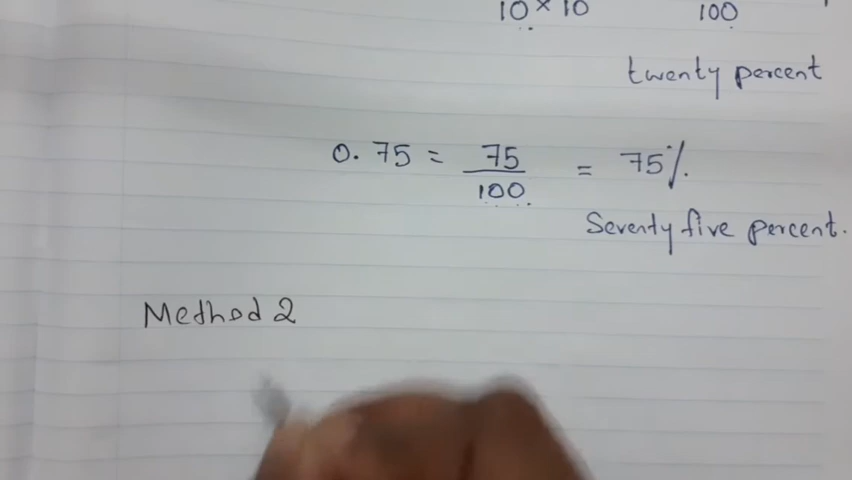 10 × 10 100
twenty percent
0.75 = 75/100 = 75%
Seventy five percent.
Method 2